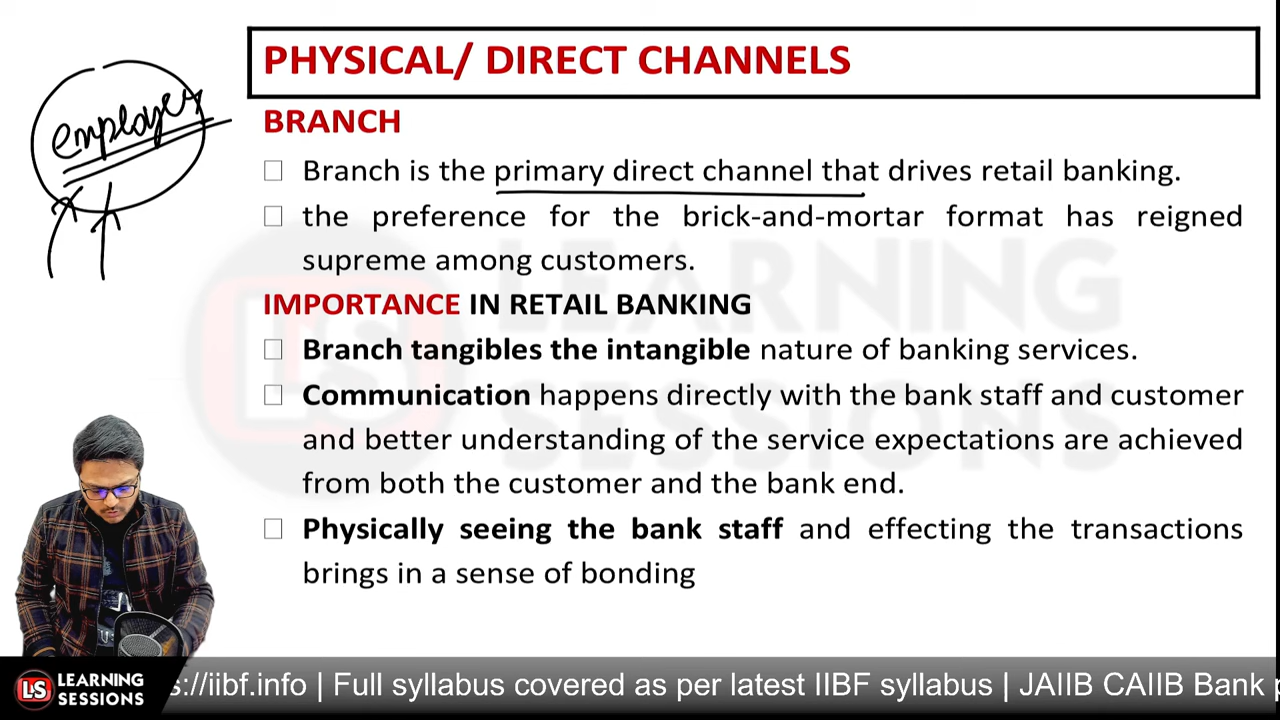 PHYSICAL/ DIRECT CHANNELS
employer
BRANCH
Branch is the primary direct channel that drives retail banking.
the preference for the brick-and-mortar format has reigned
supreme among customers.
IMPORTANCE IN RETAIL BANKING
Branch tangibles the intangible nature of banking services.
Communication happens directly with the bank staff and customer
and better understanding of the service expectations are achieved
from both the customer and the bank end.
Physically seeing the bank staff and effecting the transactions
brings in a sense of bonding
LS LEARNING SESSIONS
LS LEARNING
SESSIONS
s://iibf.info | Full syllabus covered as per latest IIBF syllabus | JAIIB CAIIB Bank p